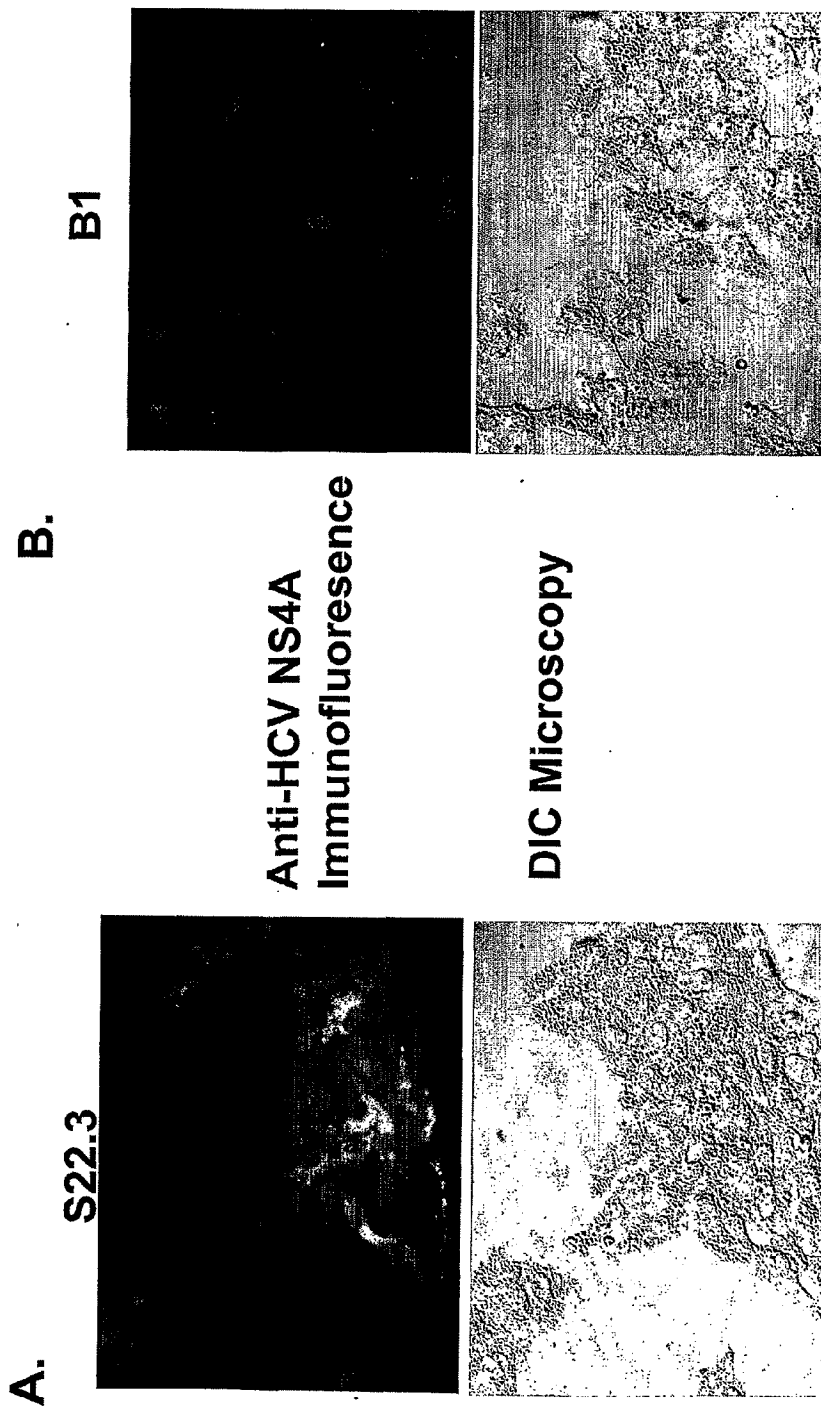 A.
S22.3
B.
B1
Anti-HCV NS4A
Immunofluoresence
DIC Microscopy